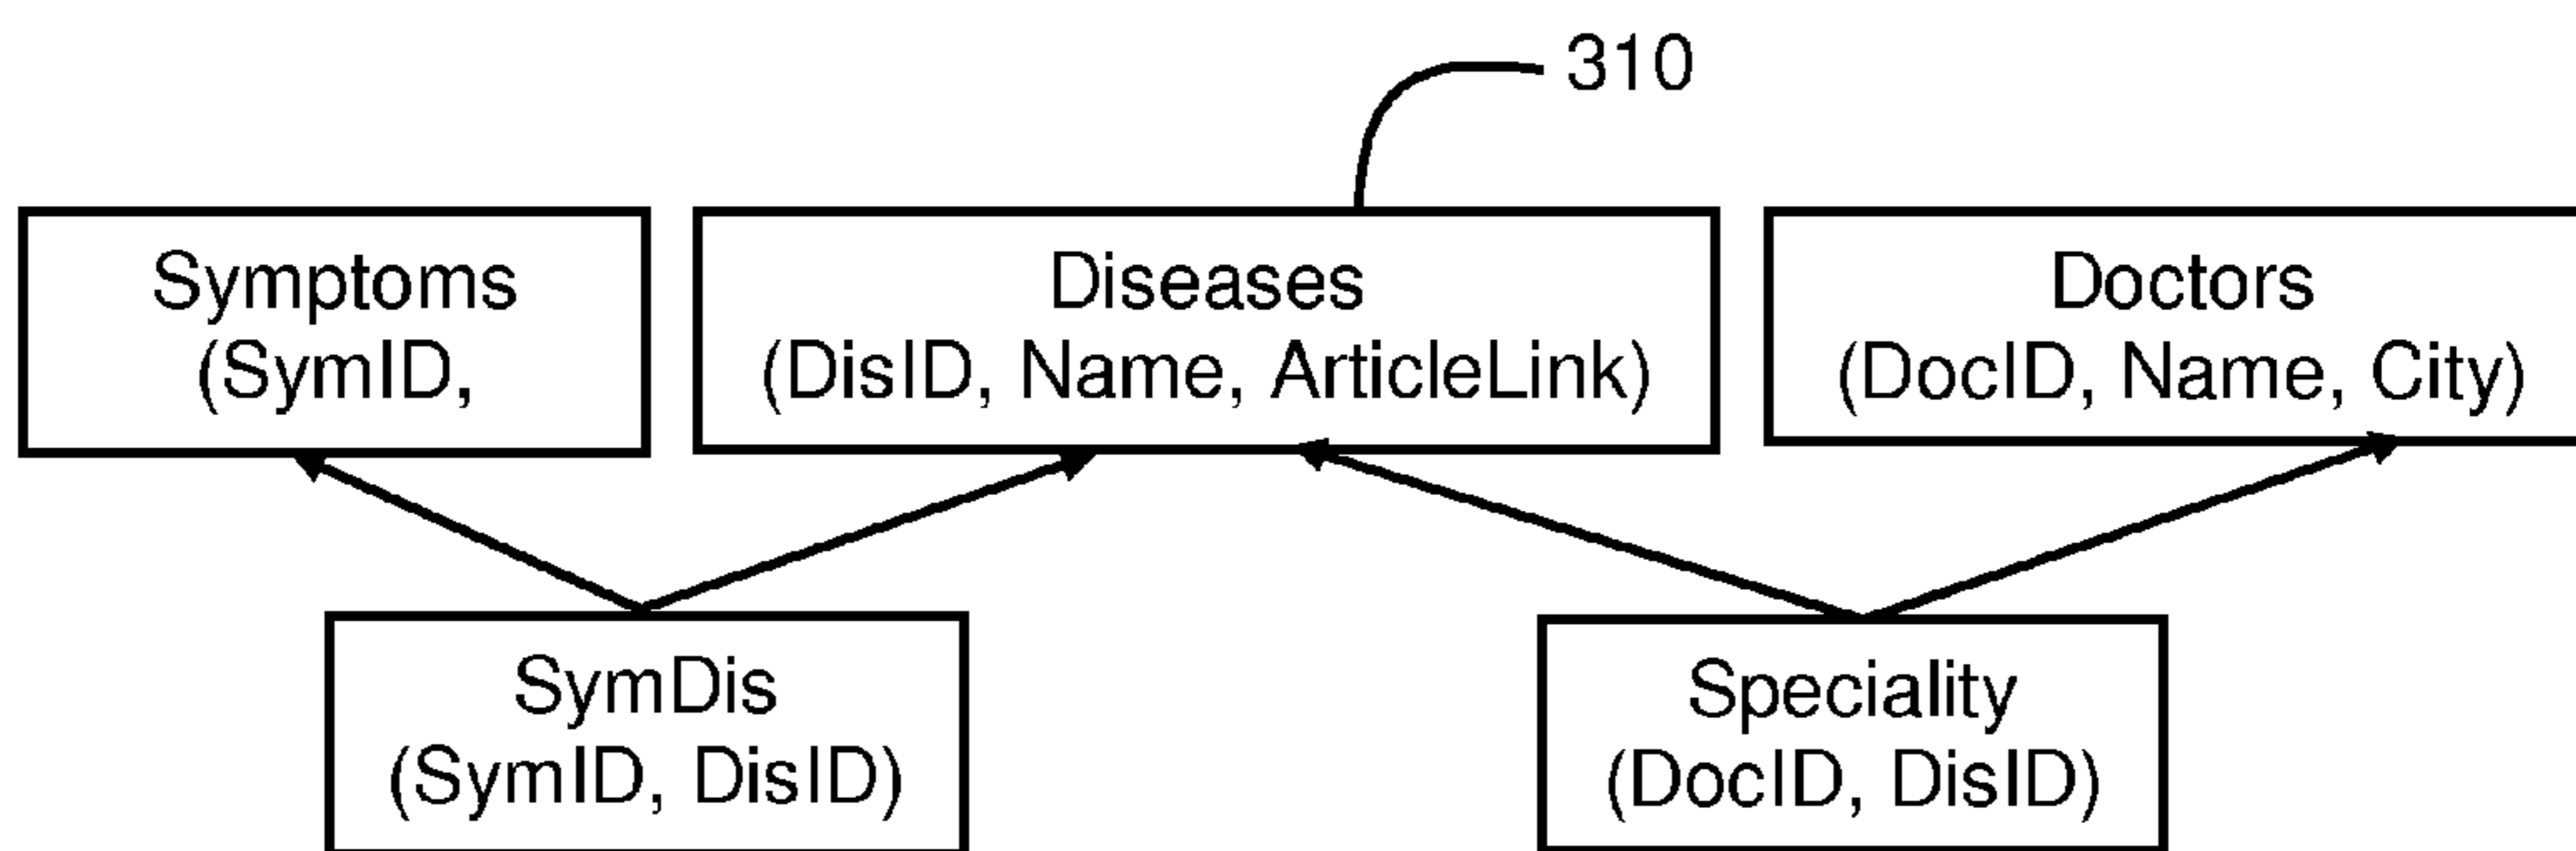 310
Symptoms
(SymID,
Diseases
(DisID, Name, ArticleLink)
Doctors
(DocID, Name, City)
SymDis
(SymID, DisID)
Speciality
(DocID, DisID)